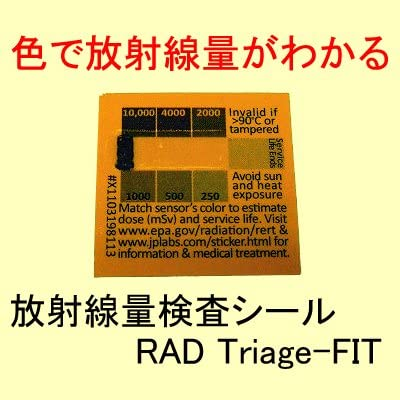 色で放射線量がわかる
10,000 4000 2000
Invalid if
>90°C or
tampered
Service
Life Ends
1000 500 250
Avoid sun
and heat
exposure
#X1103198113
Match sensor's color to estimate
dose (mSv) and service life. Visit
www.epa.gov/radiation/rert &
www.jplabs.com/sticker.html for
information & medical treatment.
放射線量検査シール
RAD Triage-FIT